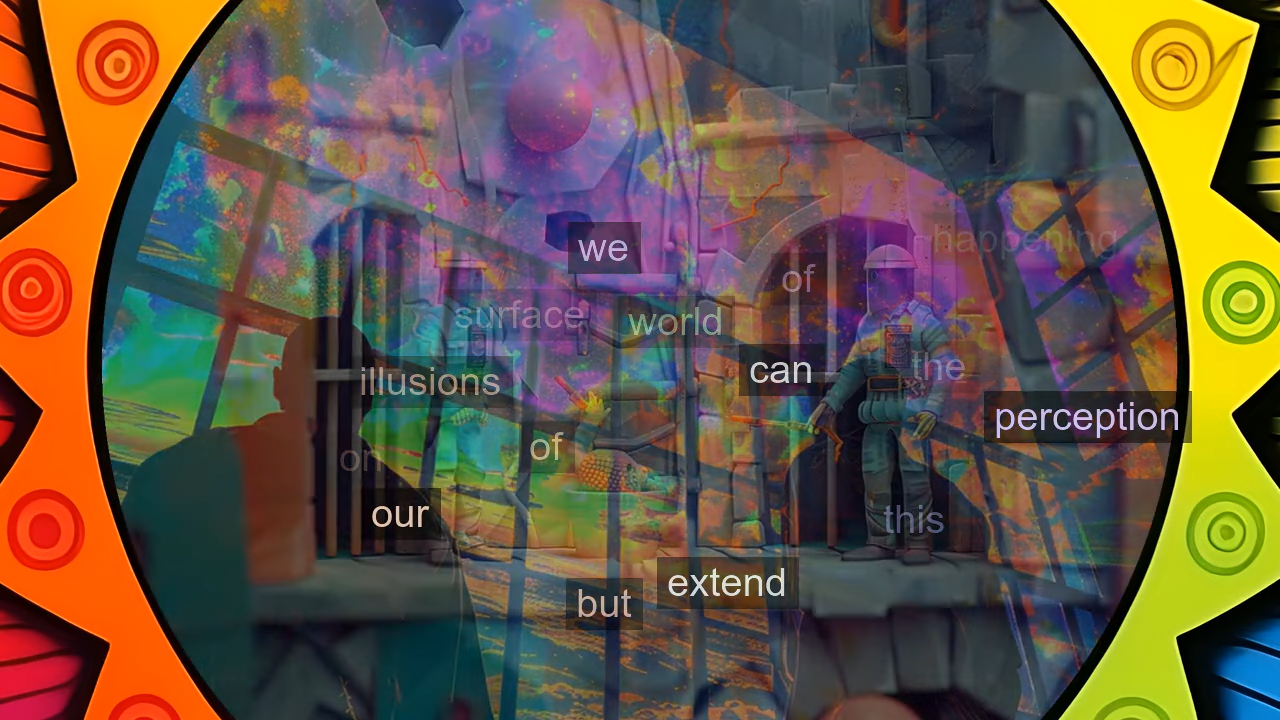 we
happening
of
surface
world
the
can
illusions
perception
of
on
our
this
extend
but